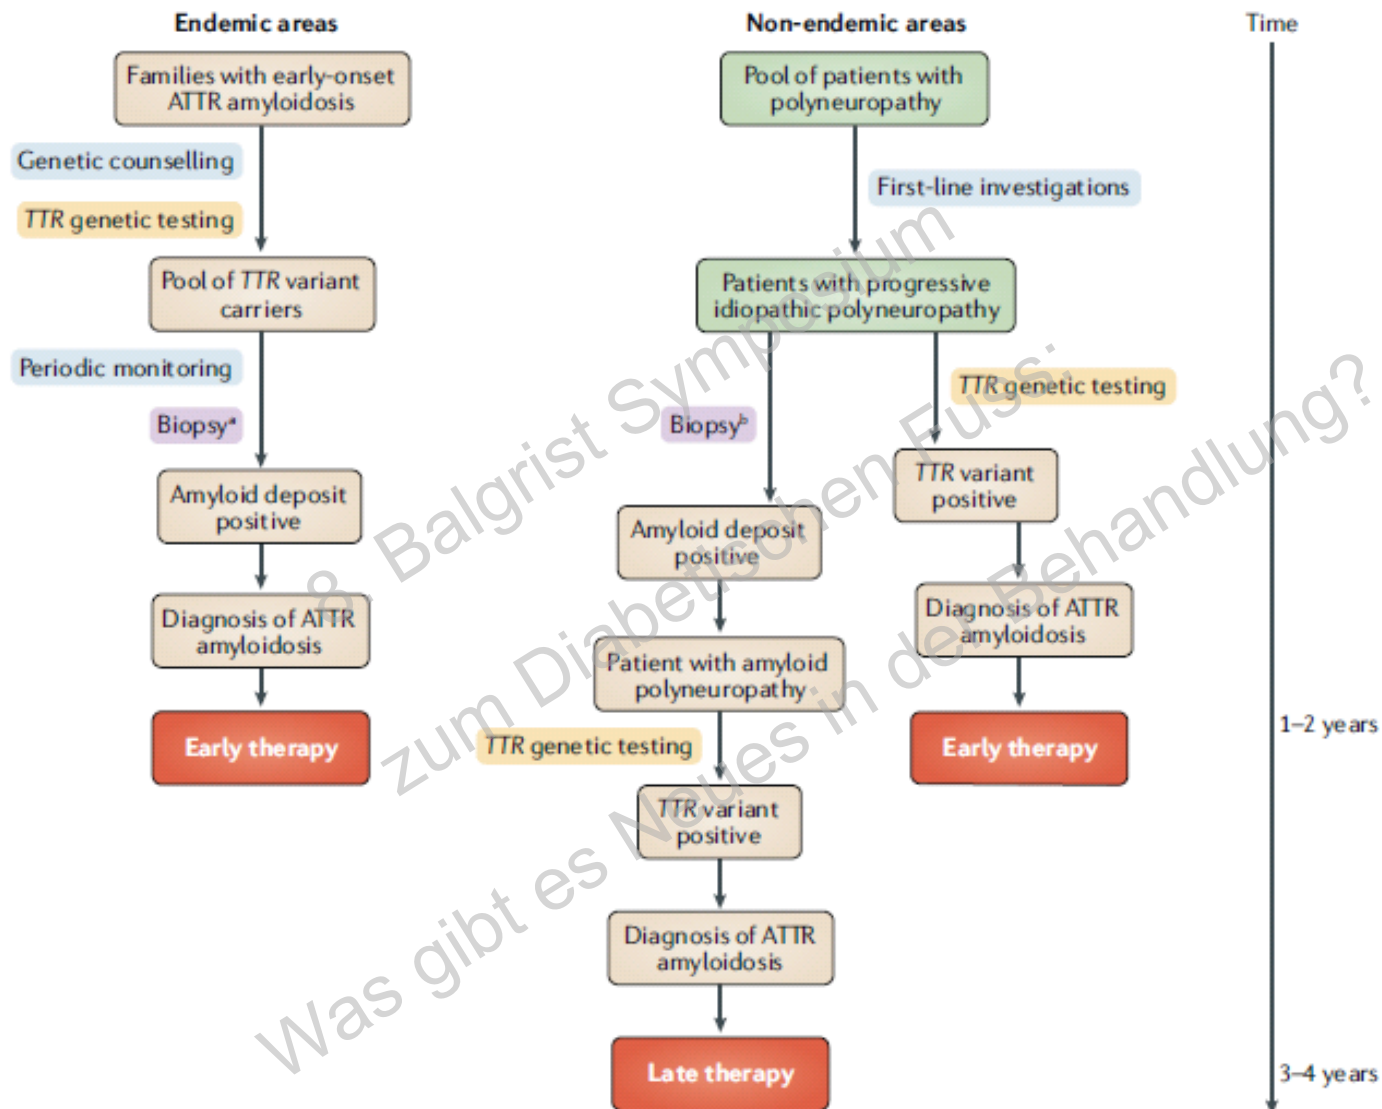 Endemic areas
Families with early-onset
ATTR amyloidosis
Genetic counselling
TTR genetic testing
Pool of TTR variant
carriers
Periodic monitoring
Biopsyᵃ
Amyloid deposit
positive
Diagnosis of ATTR
amyloidosis
Early therapy
Non-endemic areas
Pool of patients with
polyneuropathy
First-line investigations
Patients with progressive
idiopathic polyneuropathy
Biopsyᵇ
Amyloid deposit
positive
Patient with amyloid
polyneuropathy
TTR genetic testing
TTR variant
positive
Diagnosis of ATTR
amyloidosis
Late therapy
TTR genetic testing
TTR variant
positive
Diagnosis of ATTR
amyloidosis
Early therapy
Time
1–2 years
3–4 years
8. Balgrist Symposium
zum Diabetischen Fuss:
Was gibt es Neues in der Behandlung?